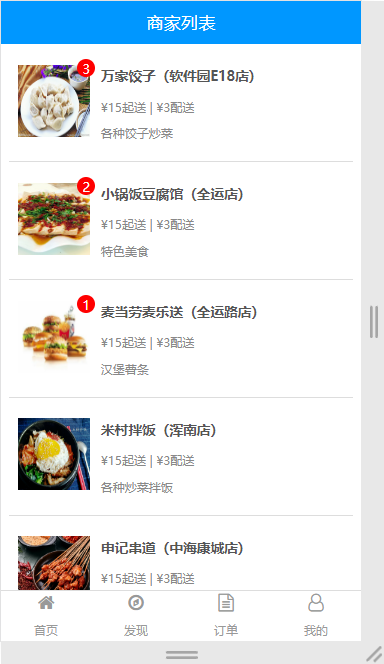 商家列表
3
万家饺子（软件园E18店）
¥15起送 | ¥3配送
各种饺子炒菜
2
小锅饭豆腐馆（全运店）
¥15起送 | ¥3配送
特色美食
1
麦当劳麦乐送（全运路店）
¥15起送 | ¥3配送
汉堡薯条
米村拌饭（浑南店）
¥15起送 | ¥3配送
各种炒菜拌饭
申记串道（中海康城店）
¥15起送 | ¥3配送
首页 发现 订单 我的